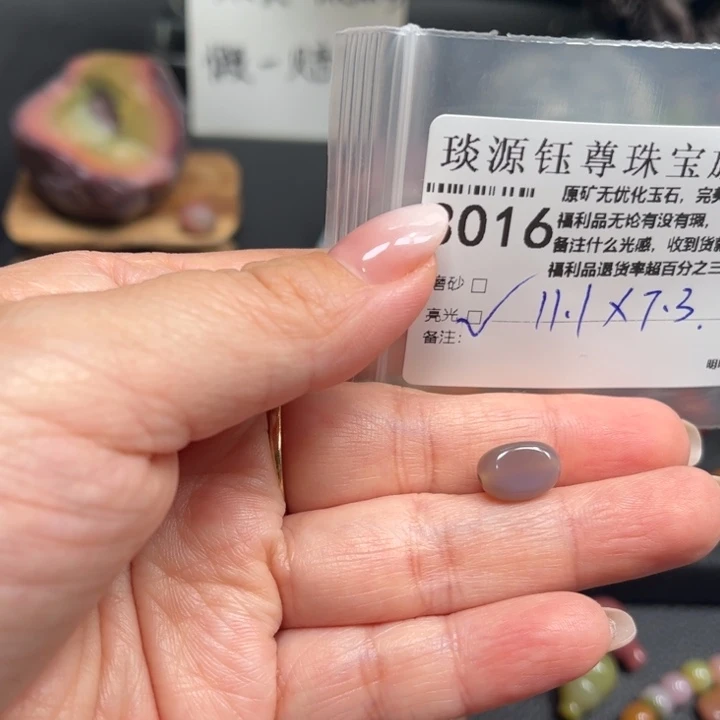 琰源钰尊珠宝
原矿无优化玉石，完
8016
福利品无论有没有瑕，
备注什么光感，收到货
福利品退货率超百分之三
磨砂□
亮光□✓ 11.1×7.3.
备注：